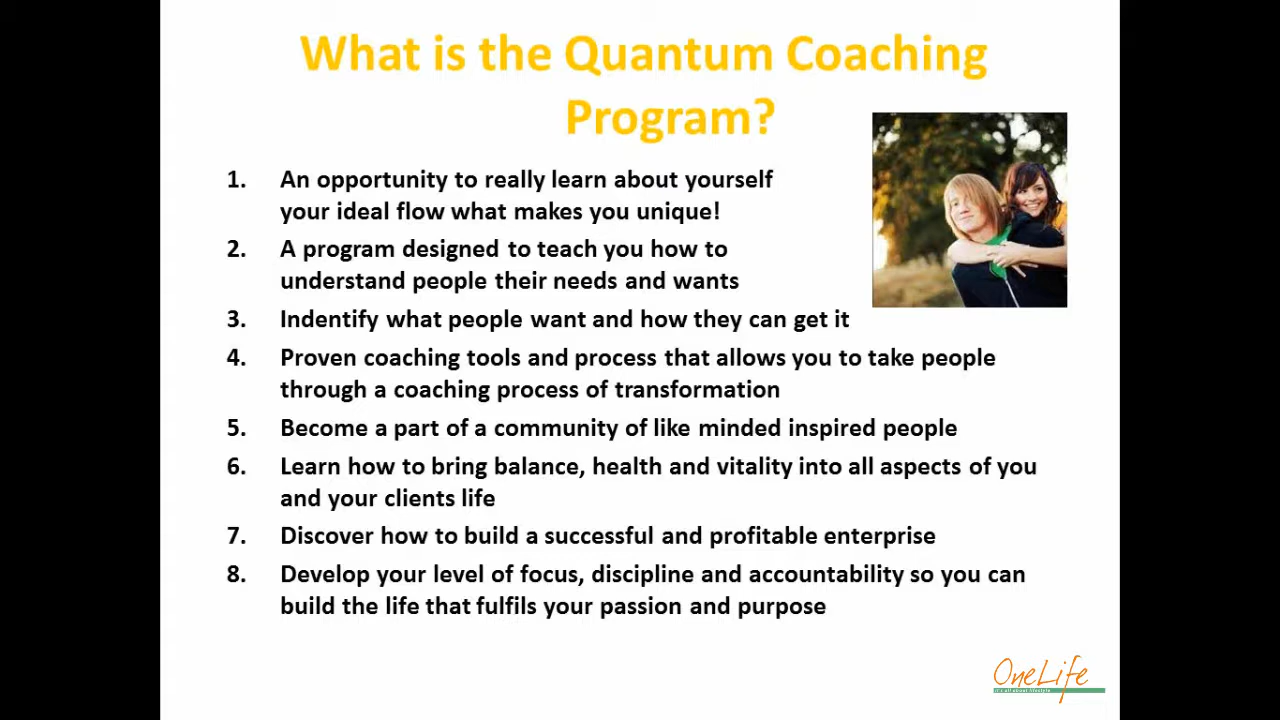 What is the Quantum Coaching
Program?
1. An opportunity to really learn about yourself
your ideal flow what makes you unique!
2. A program designed to teach you how to
understand people their needs and wants
3. Indentify what people want and how they can get it
4. Proven coaching tools and process that allows you to take people
through a coaching process of transformation
5. Become a part of a community of like minded inspired people
6. Learn how to bring balance, health and vitality into all aspects of you
and your clients life
7. Discover how to build a successful and profitable enterprise
8. Develop your level of focus, discipline and accountability so you can
build the life that fulfils your passion and purpose
OneLife
it's all about lifestyle